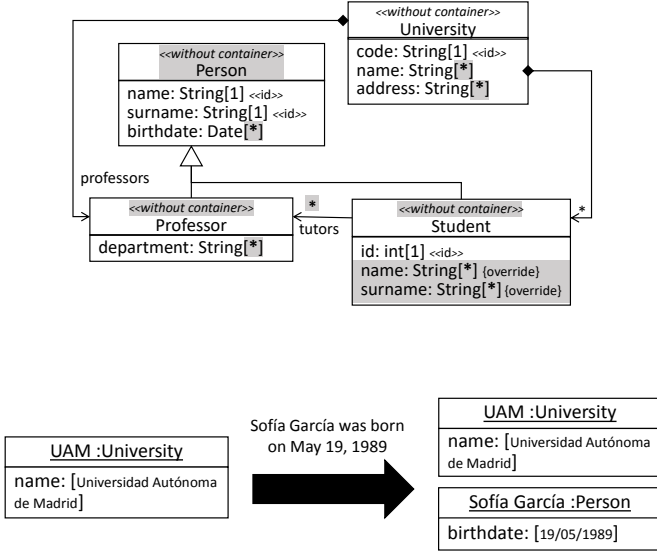 <<without container>>
University
code: String[1] <<id>>
name: String[*]
address: String[*]
<<without container>>
Person
name: String[1] <<id>>
surname: String[1] <<id>>
birthdate: Date[*]
professors
<<without container>>
Professor
department: String[*]
*
tutors
<<without container>>
Student
id: int[1] <<id>>
name: String[*] {override}
surname: String[*] {override}
*
UAM :University
name: [Universidad Autónoma
de Madrid]
Sofía García was born
on May 19, 1989
UAM :University
name: [Universidad Autónoma
de Madrid]
Sofía García :Person
birthdate: [19/05/1989]